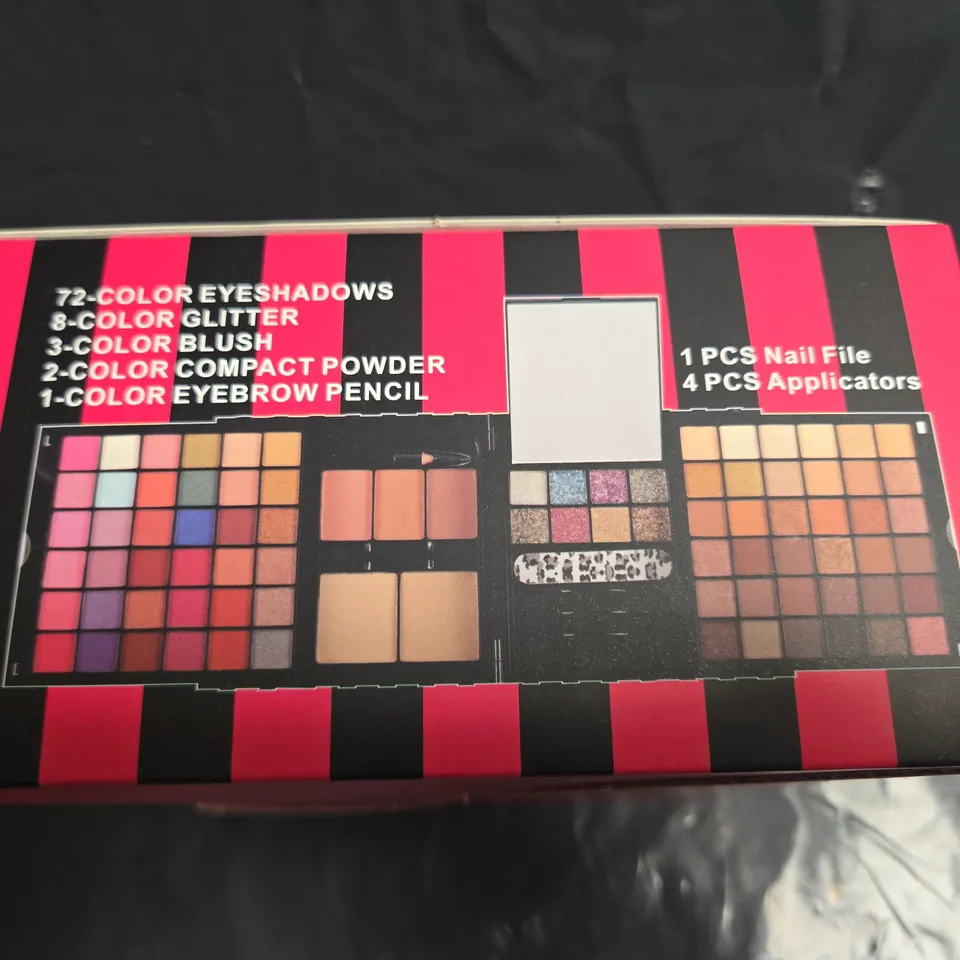 72-COLOR EYESHADOWS
8-COLOR GLITTER
3-COLOR BLUSH
2-COLOR COMPACT POWDER
1-COLOR EYEBROW PENCIL
1 PCS Nail File
4 PCS Applicators